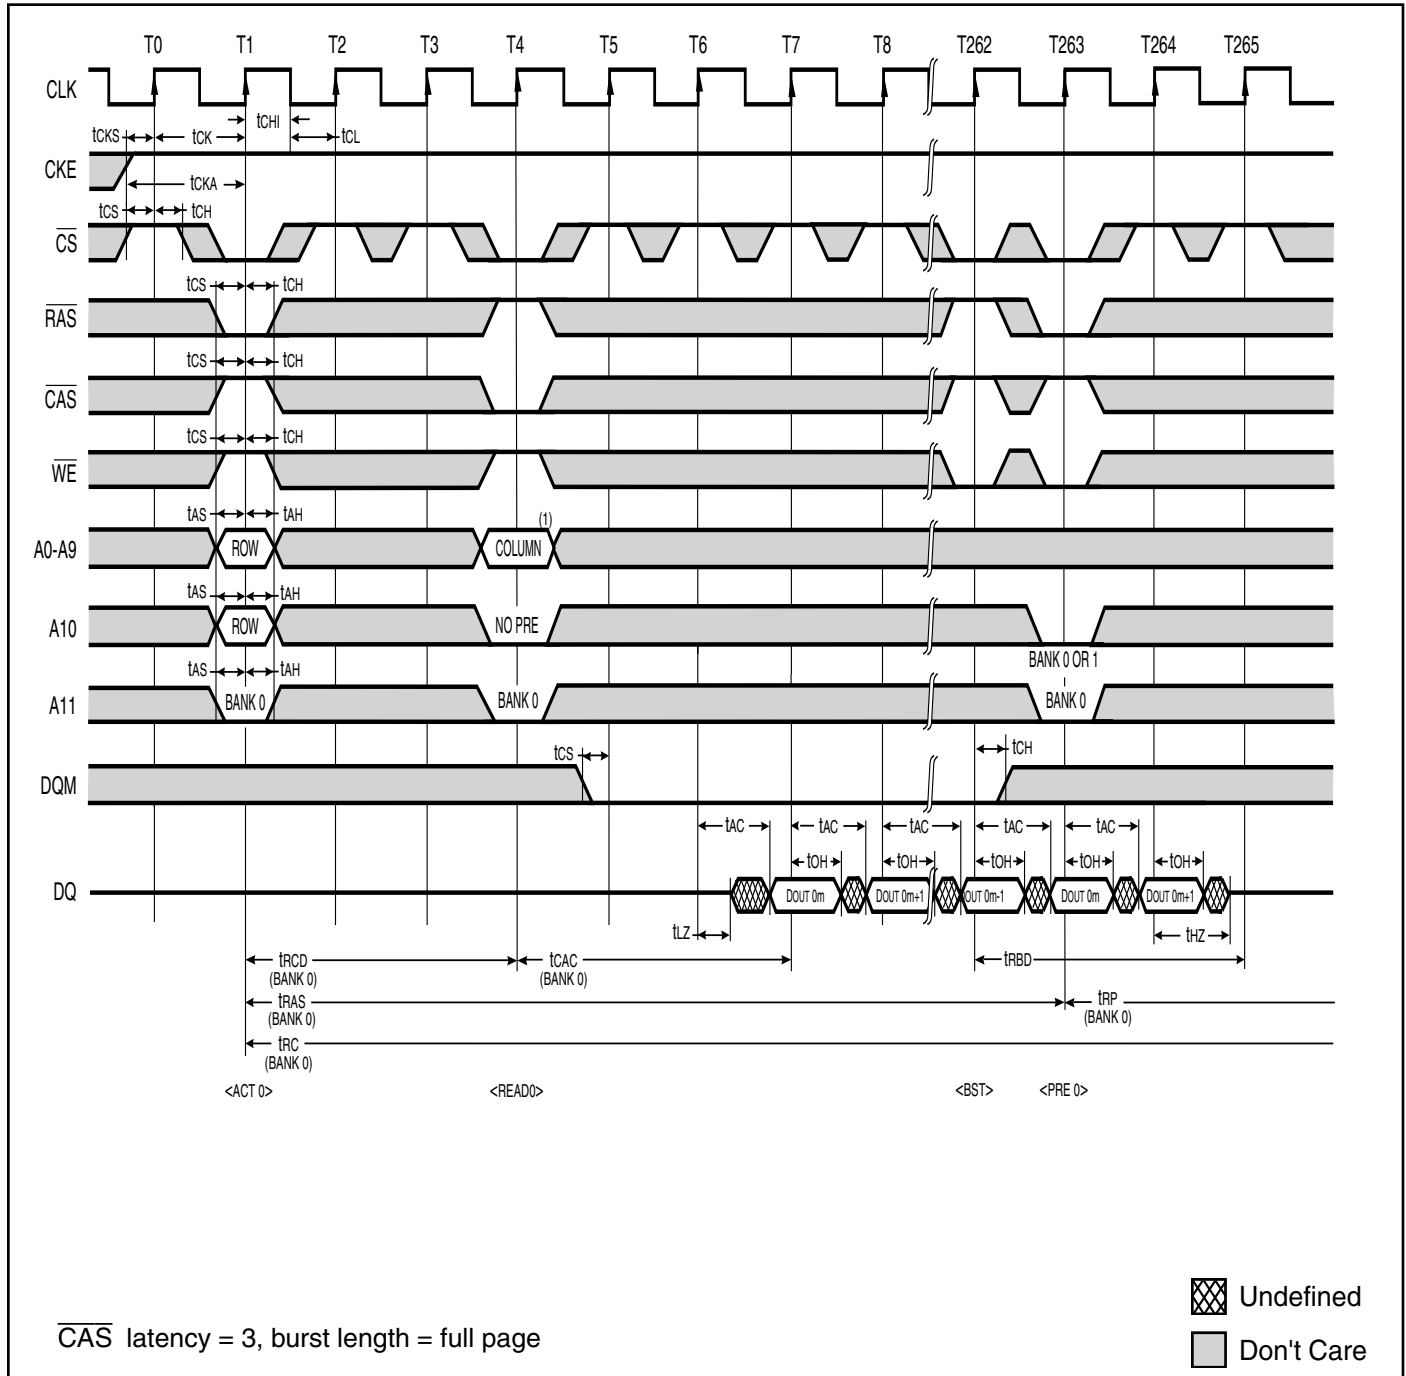 T0 T1 T2 T3 T4 T5 T6 T7 T8 T262 T263 T264 T265
CLK
tCHI
tCKS tCK tCL
CKE
tCKA
tCS tCH
CS
tCS tCH
RAS
tCS tCH
CAS
tCS tCH
WE
tAS tAH
(1)
A0-A9 ROW COLUMN
tAS tAH
A10 ROW NO PRE
BANK 0 OR 1
tAS tAH
A11 BANK 0 BANK 0 BANK 0
tCS tCH
DQM
tAC tAC tAC tAC tAC
tOH tOH tOH tOH tOH
DQ DOUT 0m DOUT 0m+1 OUT 0m-1 DOUT 0m DOUT 0m+1
tLZ tHZ
tRCD tCAC tRBD
(BANK 0) (BANK 0)
tRAS tRP
(BANK 0) (BANK 0)
tRC
(BANK 0)
<ACT 0> <READ0> <BST> <PRE 0>
Undefined
CAS latency = 3, burst length = full page
Don't Care